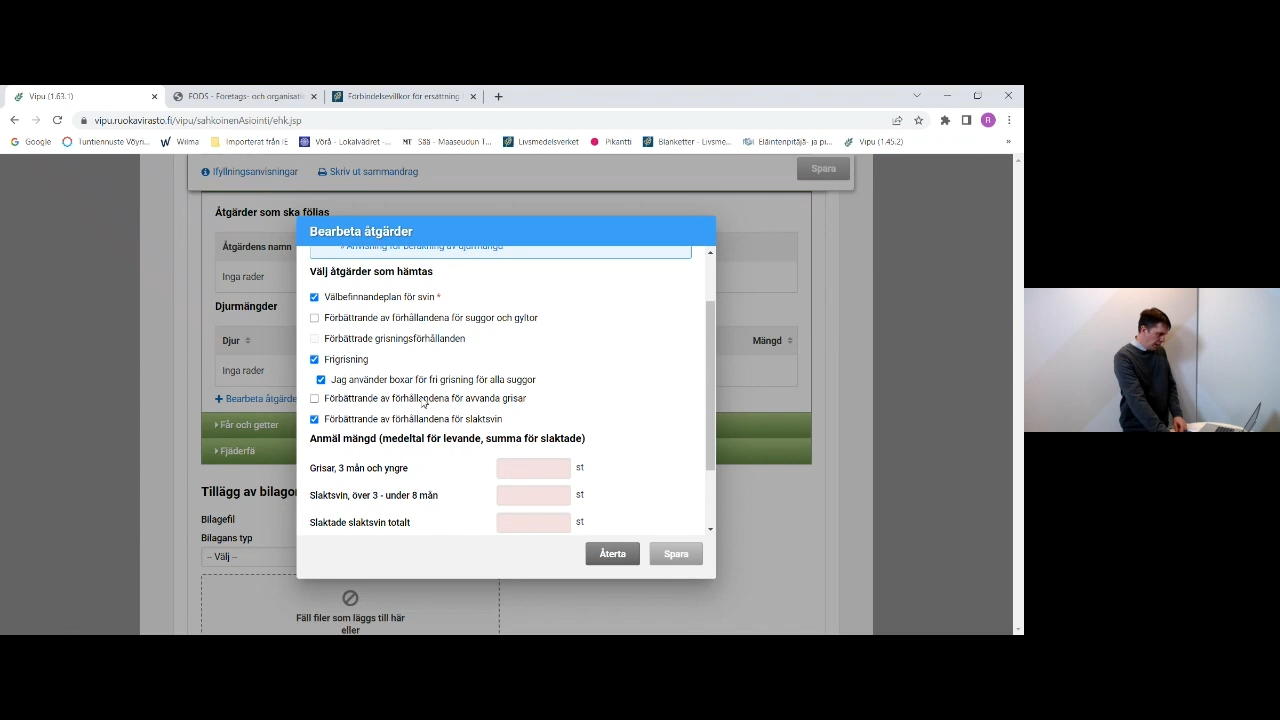 Vipu (1.63.1)
FODS - Företags- och organisati
Förbindelsevillkor för ersättning
vipu.ruokavirasto.fi/vipu/sahkoinenAsiointi/ehk.jsp
R
Google
Tuntiennuste Vöyri...
Wilma
Importerat från IE
Vörå - Lokalvädret -...
Sää - Maaseudun T...
Livsmedelsverket
Pikantti
Blanketter - Livsme...
Eläintenpitäjä- ja pi...
Vipu (1.45.2)
»
Ifyllningsanvisningar
Skriv ut sammandrag
Spara
Åtgärder som ska följas
Åtgärdens namn
Inga rader
Djurmängder
Djur
Mängd
Inga rader
+ Bearbeta åtgärde
Får och getter
Fjäderfä
Tillägg av bilagor
Bilagefil
Bilagans typ
-- Välj --
Fäll filer som läggs till här
eller
Bearbeta åtgärder
» Anvisning för beräkning av djurmängd
Välj åtgärder som hämtas
Välbefinnandeplan för svin *
Förbättrande av förhållandena för suggor och gyltor
Förbättrade grisningsförhållanden
Frigrisning
Jag använder boxar för fri grisning för alla suggor
Förbättrande av förhållandena för avvanda grisar
Förbättrande av förhållandena för slaktsvin
Anmäl mängd (medeltal för levande, summa för slaktade)
Grisar, 3 mån och yngre st
Slaktsvin, över 3 - under 8 mån st
Slaktade slaktsvin totalt st
Återta
Spara